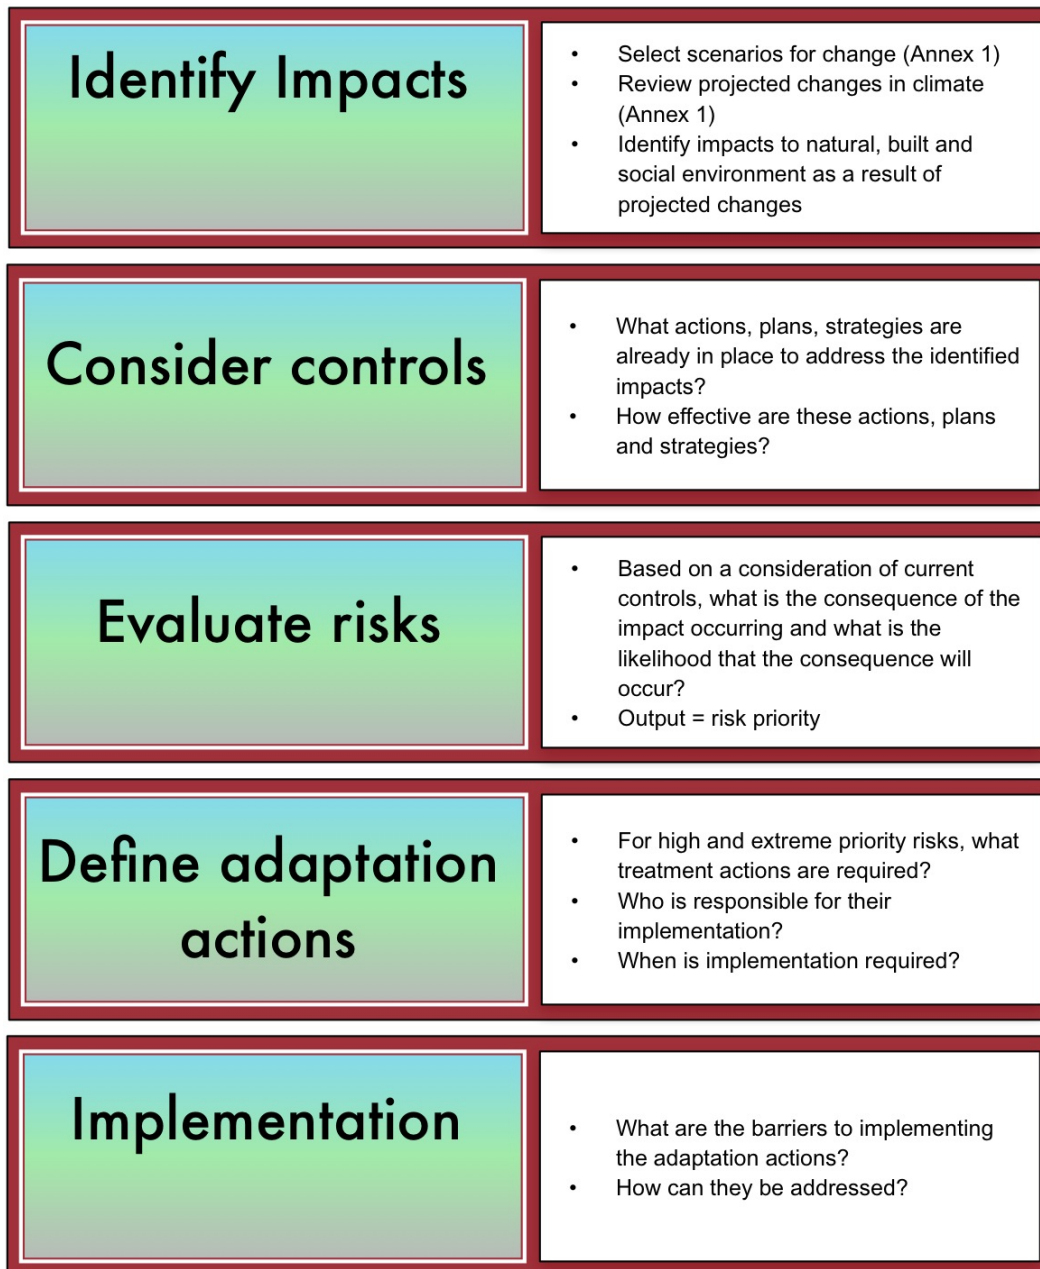 Identify Impacts
• Select scenarios for change (Annex 1)
• Review projected changes in climate
(Annex 1)
• Identify impacts to natural, built and
social environment as a result of
projected changes
Consider controls
• What actions, plans, strategies are
already in place to address the identified
impacts?
• How effective are these actions, plans
and strategies?
Evaluate risks
• Based on a consideration of current
controls, what is the consequence of the
impact occurring and what is the
likelihood that the consequence will
occur?
• Output = risk priority
Define adaptation
actions
• For high and extreme priority risks, what
treatment actions are required?
• Who is responsible for their
implementation?
• When is implementation required?
Implementation
• What are the barriers to implementing
the adaptation actions?
• How can they be addressed?